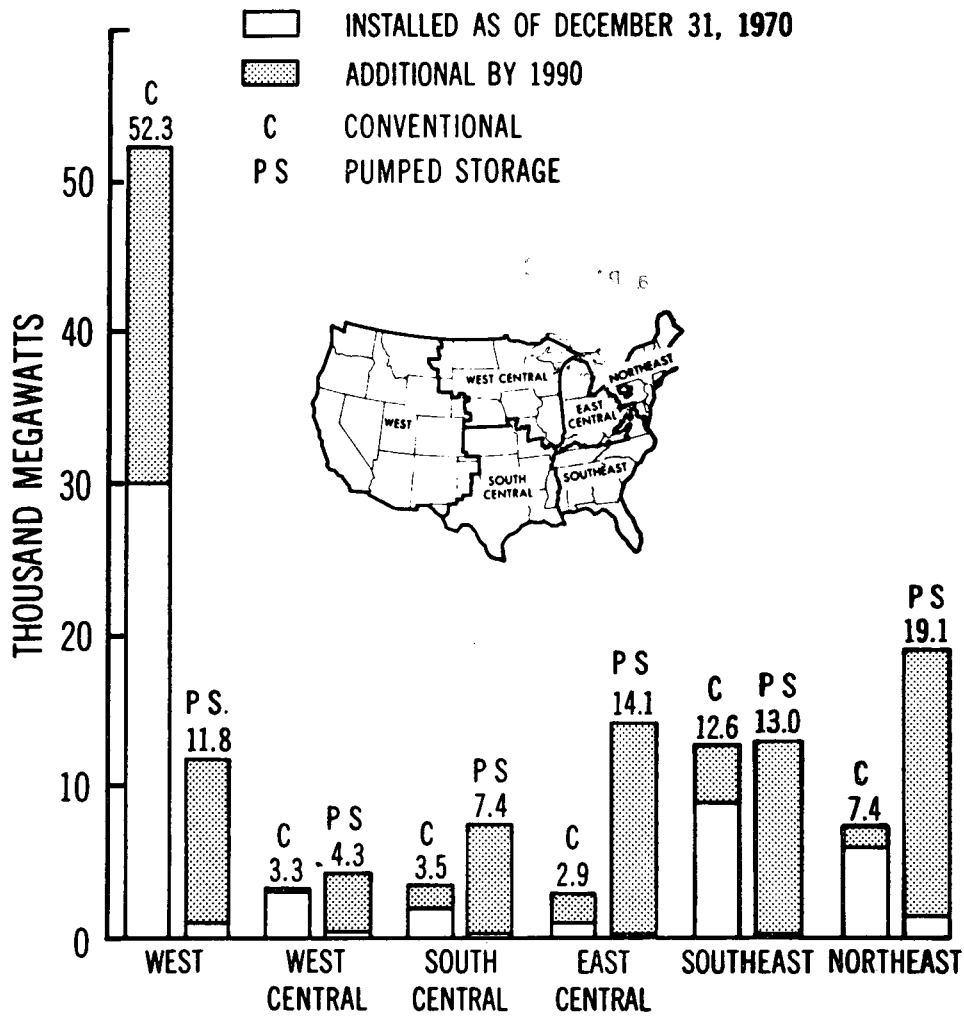 INSTALLED AS OF DECEMBER 31, 1970
ADDITIONAL BY 1990
C CONVENTIONAL
P S PUMPED STORAGE
THOUSAND MEGAWATTS
50
40
30
20
10
0
C
52.3
P S.
11.8
C
3.3
P S
4.3
C
3.5
P S
7.4
C
2.9
P S
14.1
C
12.6
P S
13.0
C
7.4
P S
19.1
WEST
WEST CENTRAL
SOUTH
CENTRAL
EAST
CENTRAL
SOUTHEAST
NORTHEAST
WEST
WEST
CENTRAL
SOUTH
CENTRAL
EAST
CENTRAL
SOUTHEAST
NORTHEAST